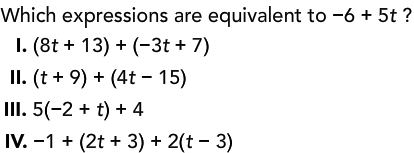 Which expressions are equivalent to −6 + 5t ?
I. (8t + 13) + (−3t + 7)
II. (t + 9) + (4t − 15)
III. 5(−2 + t) + 4
IV. −1 + (2t + 3) + 2(t − 3)